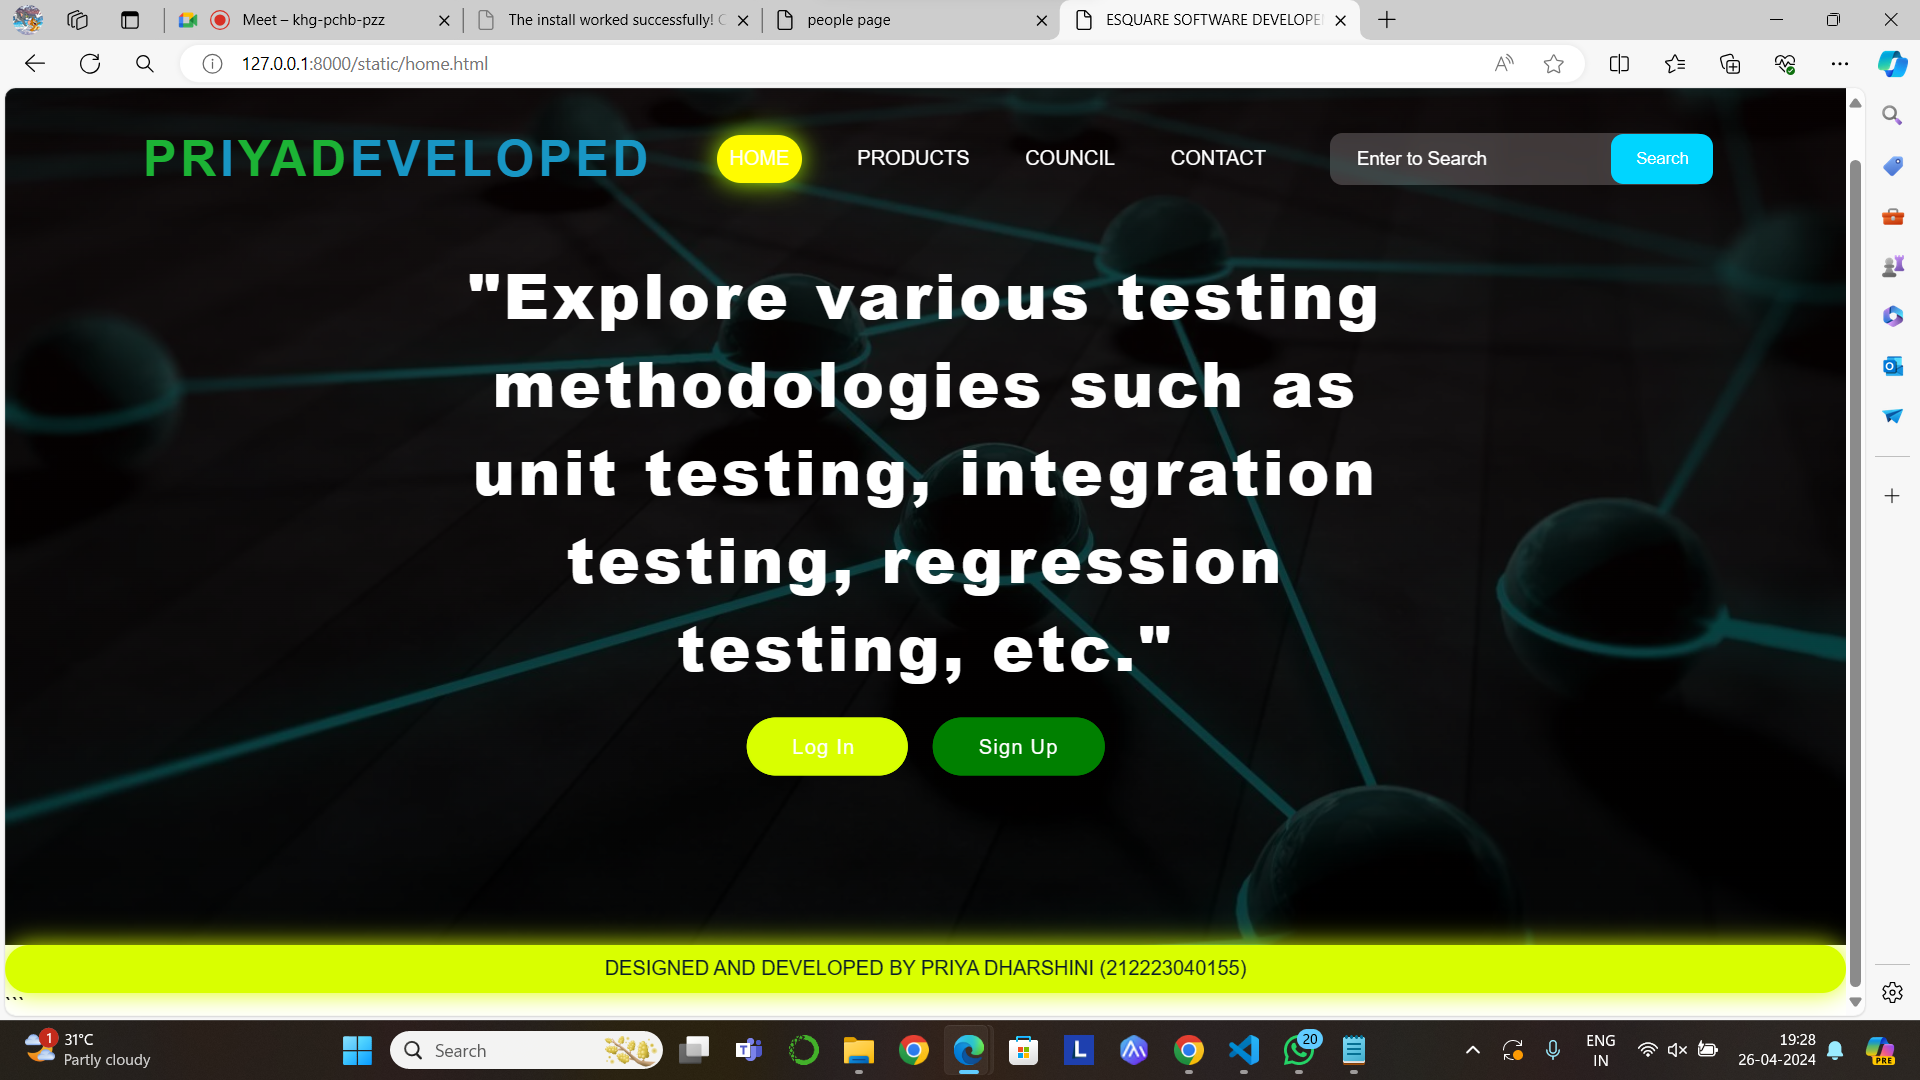 Meet – khg-pchb-pzz
The install worked successfully! C
people page
ESQUARE SOFTWARE DEVELOPE
127.0.0.1:8000/static/home.html
PRIYADEVELOPED
HOME
PRODUCTS
COUNCIL
CONTACT
Enter to Search
Search
"Explore various testing
methodologies such as
unit testing, integration
testing, regression
testing, etc."
Log In
Sign Up
DESIGNED AND DEVELOPED BY PRIYA DHARSHINI (212223040155)
```
1
31°C
Partly cloudy
Search
20
ENG
IN
19:28
26-04-2024
PRE